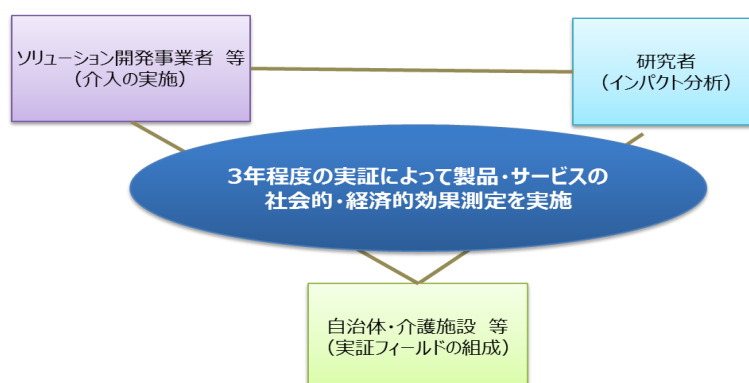 ソリューション開発事業者 等
（介入の実施）
研究者
（インパクト分析）
3年程度の実証によって製品・サービスの
社会的・経済的効果測定を実施
自治体・介護施設 等
（実証フィールドの組成）